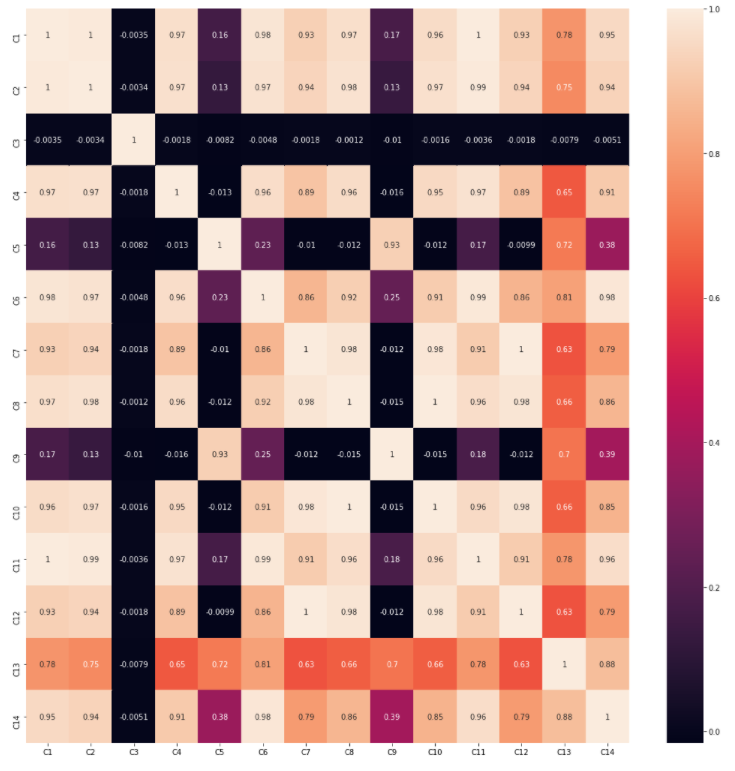 C1 1 1 -0.0035 0.97 0.16 0.98 0.93 0.97 0.17 0.96 1 0.93 0.78 0.95
C2 1 1 -0.0034 0.97 0.13 0.97 0.94 0.98 0.13 0.97 0.99 0.94 0.75 0.94
C3 -0.0035 -0.0034 1 -0.0018 -0.0082 -0.0048 -0.0018 -0.0012 -0.01 -0.0016 -0.0036 -0.0018 -0.0079 -0.0051
C4 0.97 0.97 -0.0018 1 -0.013 0.96 0.89 0.96 -0.016 0.95 0.97 0.89 0.65 0.91
C5 0.16 0.13 -0.0082 -0.013 1 0.23 -0.01 -0.012 0.93 -0.012 0.17 -0.0099 0.72 0.38
C6 0.98 0.97 -0.0048 0.96 0.23 1 0.86 0.92 0.25 0.91 0.99 0.86 0.81 0.98
C7 0.93 0.94 -0.0018 0.89 -0.01 0.86 1 0.98 -0.012 0.98 0.91 1 0.63 0.79
C8 0.97 0.98 -0.0012 0.96 -0.012 0.92 0.98 1 -0.015 1 0.96 0.98 0.66 0.86
C9 0.17 0.13 -0.01 -0.016 0.93 0.25 -0.012 -0.015 1 -0.015 0.18 -0.012 0.7 0.39
C10 0.96 0.97 -0.0016 0.95 -0.012 0.91 0.98 1 -0.015 1 0.96 0.98 0.66 0.85
C11 1 0.99 -0.0036 0.97 0.17 0.99 0.91 0.96 0.18 0.96 1 0.91 0.78 0.96
C12 0.93 0.94 -0.0018 0.89 -0.0099 0.86 1 0.98 -0.012 0.98 0.91 1 0.63 0.79
C13 0.78 0.75 -0.0079 0.65 0.72 0.81 0.63 0.66 0.7 0.66 0.78 0.63 1 0.88
C14 0.95 0.94 -0.0051 0.91 0.38 0.98 0.79 0.86 0.39 0.85 0.96 0.79 0.88 1
C1 C2 C3 C4 C5 C6 C7 C8 C9 C10 C11 C12 C13 C14
1.0
0.8
0.6
0.4
0.2
0.0